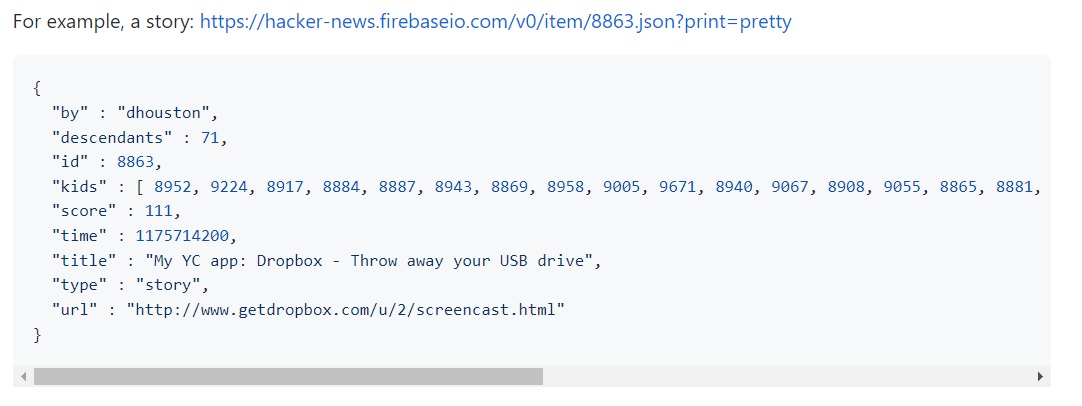 For example, a story: https://hacker-news.firebaseio.com/v0/item/8863.json?print=pretty
{
  "by" : "dhouston",
  "descendants" : 71,
  "id" : 8863,
  "kids" : [ 8952, 9224, 8917, 8884, 8887, 8943, 8869, 8958, 9005, 9671, 8940, 9067, 8908, 9055, 8865, 8881,
  "score" : 111,
  "time" : 1175714200,
  "title" : "My YC app: Dropbox - Throw away your USB drive",
  "type" : "story",
  "url" : "http://www.getdropbox.com/u/2/screencast.html"
}